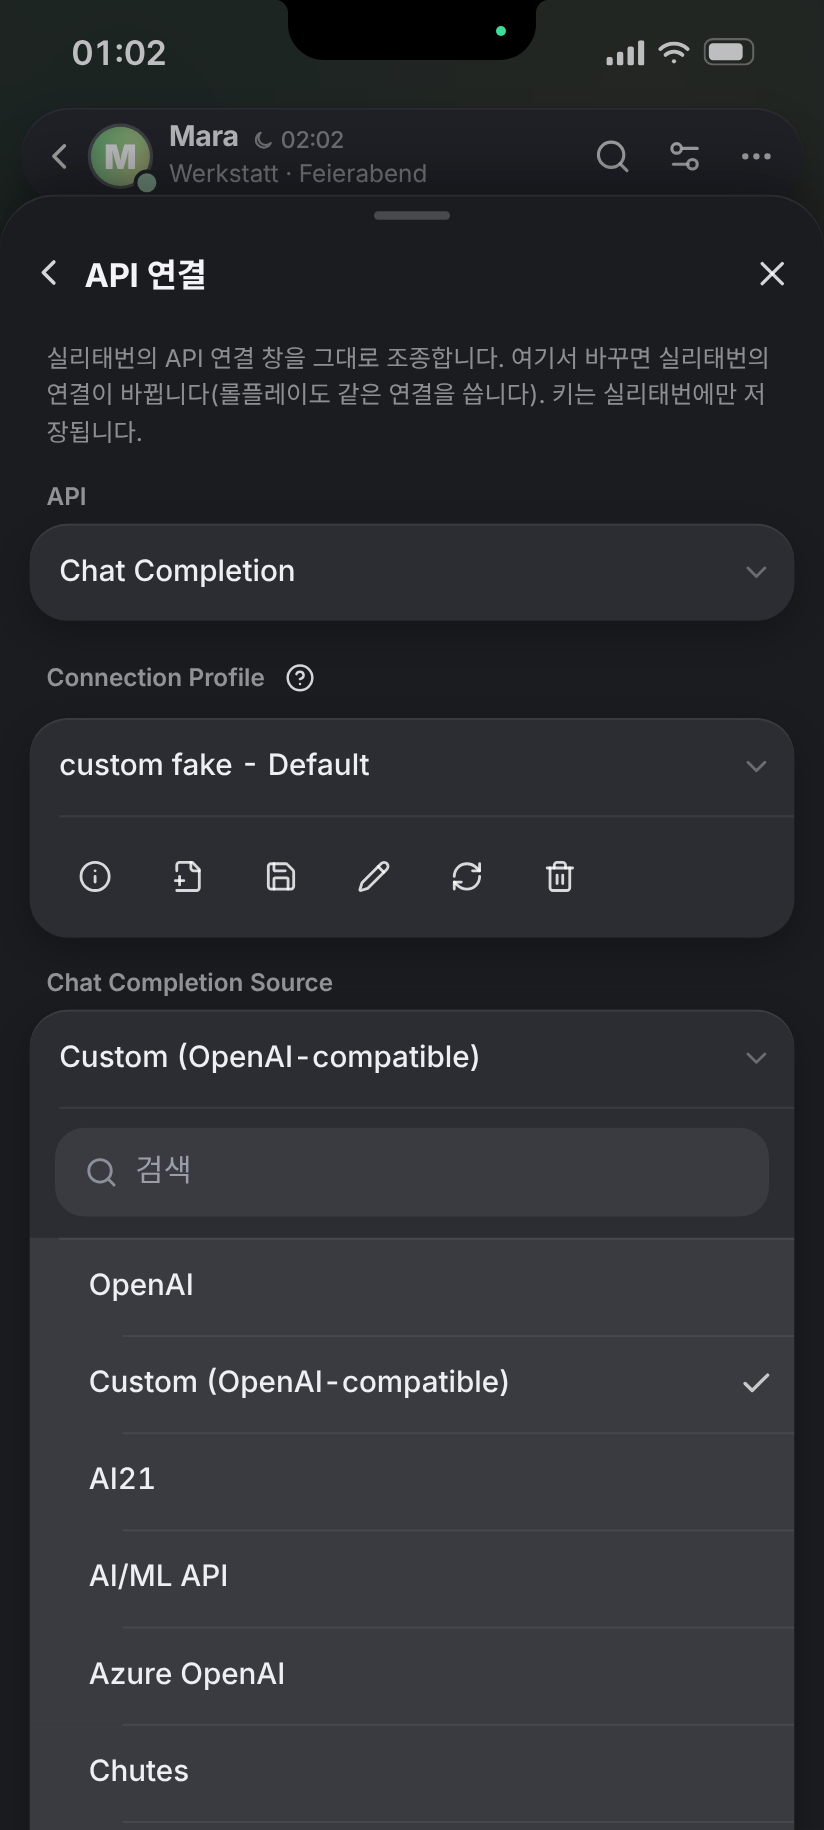 01:02
M
Mara 02:02
Werkstatt · Feierabend
API 연결
실리태번의 API 연결 창을 그대로 조종합니다. 여기서 바꾸면 실리태번의
연결이 바뀝니다(롤플레이도 같은 연결을 씁니다). 키는 실리태번에만 저
장됩니다.
API
Chat Completion
Connection Profile
custom fake - Default
Chat Completion Source
Custom (OpenAI-compatible)
검색
OpenAI
Custom (OpenAI-compatible)
AI21
AI/ML API
Azure OpenAI
Chutes